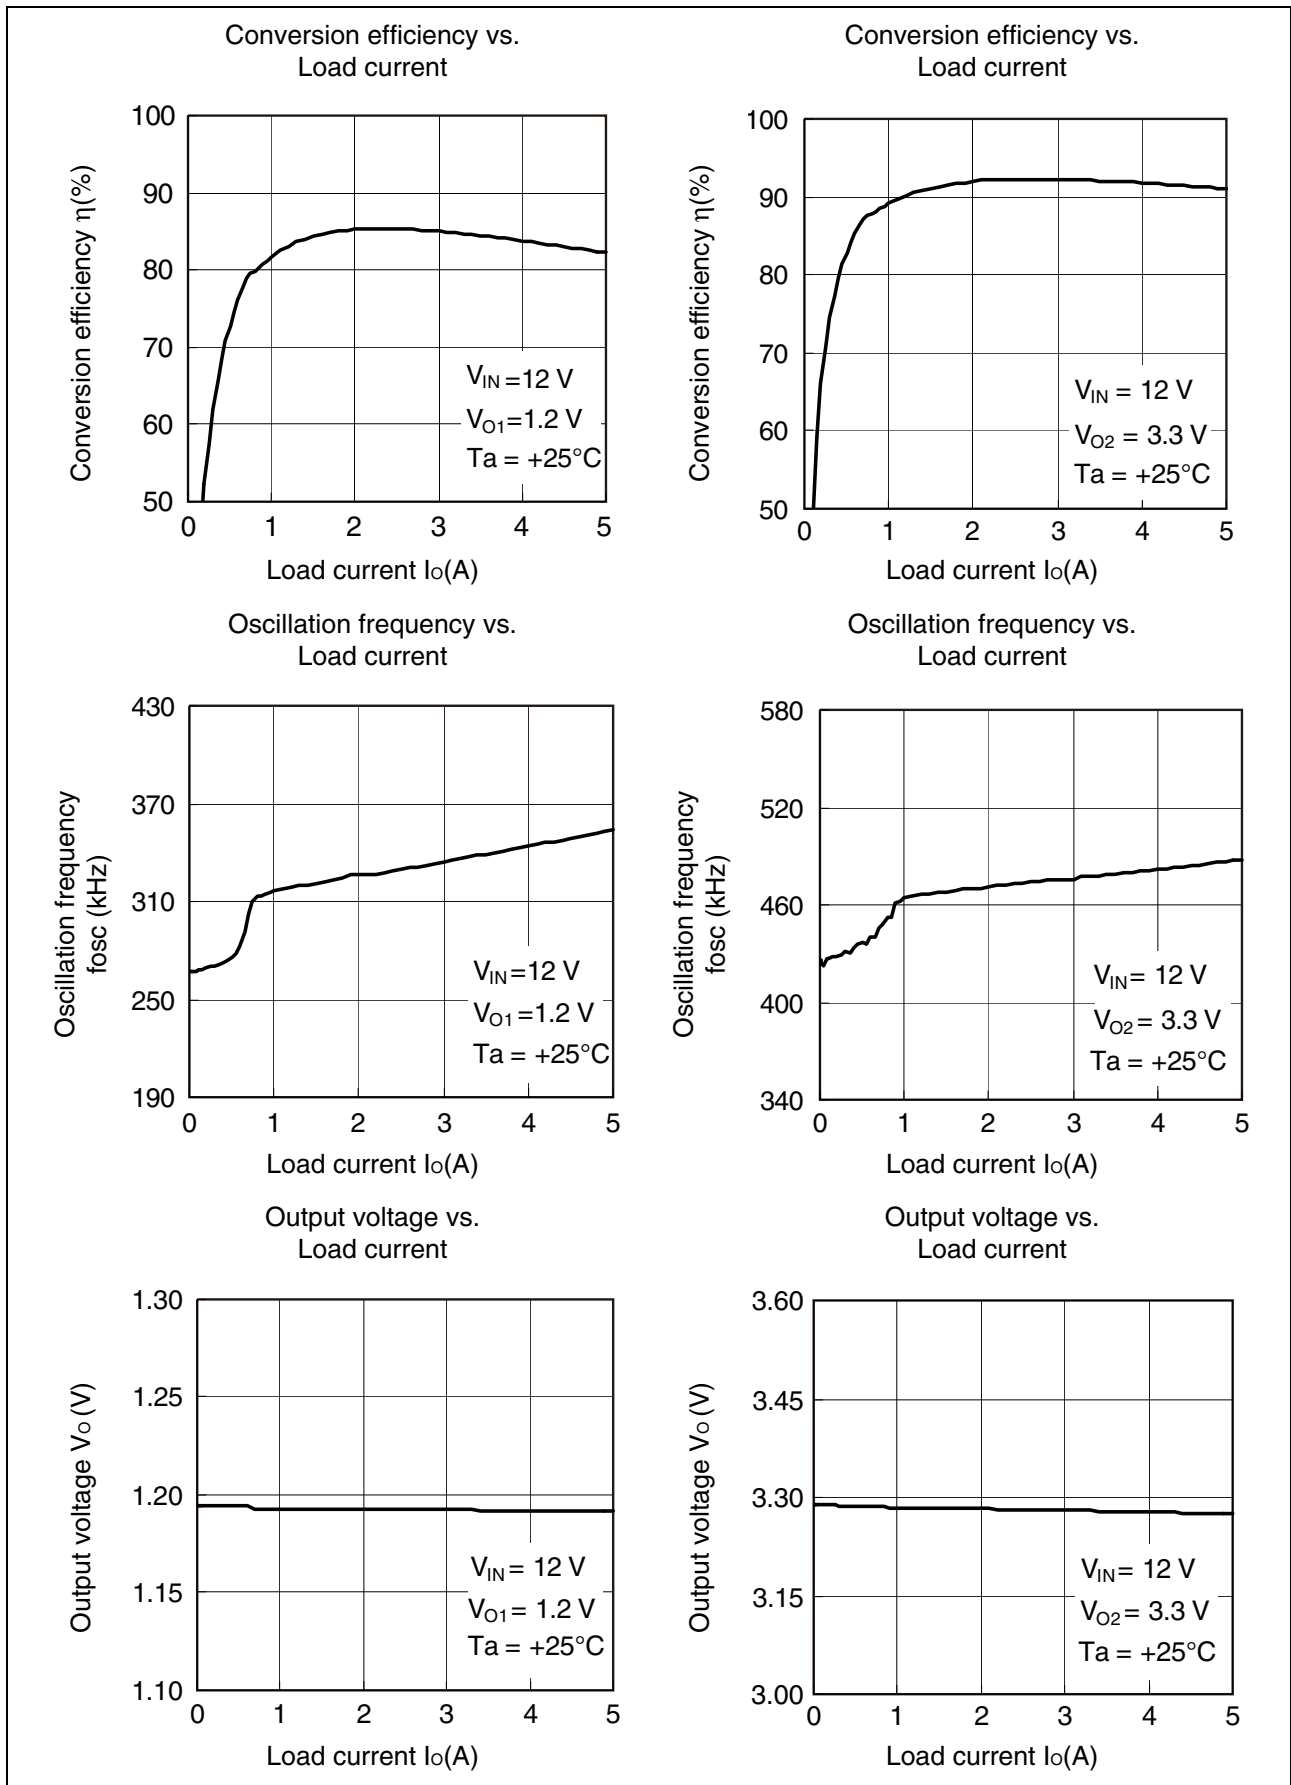 Conversion efficiency vs.
Load current
100
90
80
70
60
50
0 1 2 3 4 5
Conversion efficiency η(%)
VIN =12 V
VO1=1.2 V
Ta = +25°C
Load current IO(A)
Conversion efficiency vs.
Load current
100
90
80
70
60
50
0 1 2 3 4 5
Conversion efficiency η(%)
VIN = 12 V
VO2 = 3.3 V
Ta = +25°C
Load current IO(A)
Oscillation frequency vs.
Load current
430
370
310
250
190
0 1 2 3 4 5
Oscillation frequency
fosc (kHz)
VIN =12 V
VO1 =1.2 V
Ta = +25°C
Load current IO(A)
Oscillation frequency vs.
Load current
580
520
460
400
340
0 1 2 3 4 5
Oscillation frequency
fosc (kHz)
VIN = 12 V
VO2 = 3.3 V
Ta = +25°C
Load current IO(A)
Output voltage vs.
Load current
1.30
1.25
1.20
1.15
1.10
0 1 2 3 4 5
Output voltage VO (V)
VIN = 12 V
VO1 = 1.2 V
Ta = +25°C
Load current IO(A)
Output voltage vs.
Load current
3.60
3.45
3.30
3.15
3.00
0 1 2 3 4 5
Output voltage VO (V)
VIN = 12 V
VO2 = 3.3 V
Ta = +25°C
Load current IO(A)